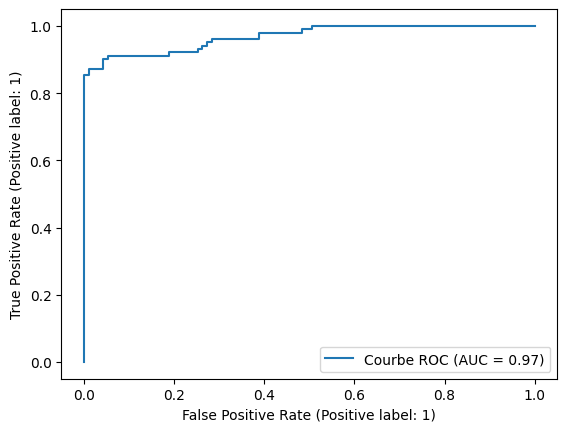 1.0
0.8
0.6
0.4
0.2
0.0
True Positive Rate (Positive label: 1)
Courbe ROC (AUC = 0.97)
0.0 0.2 0.4 0.6 0.8 1.0
False Positive Rate (Positive label: 1)